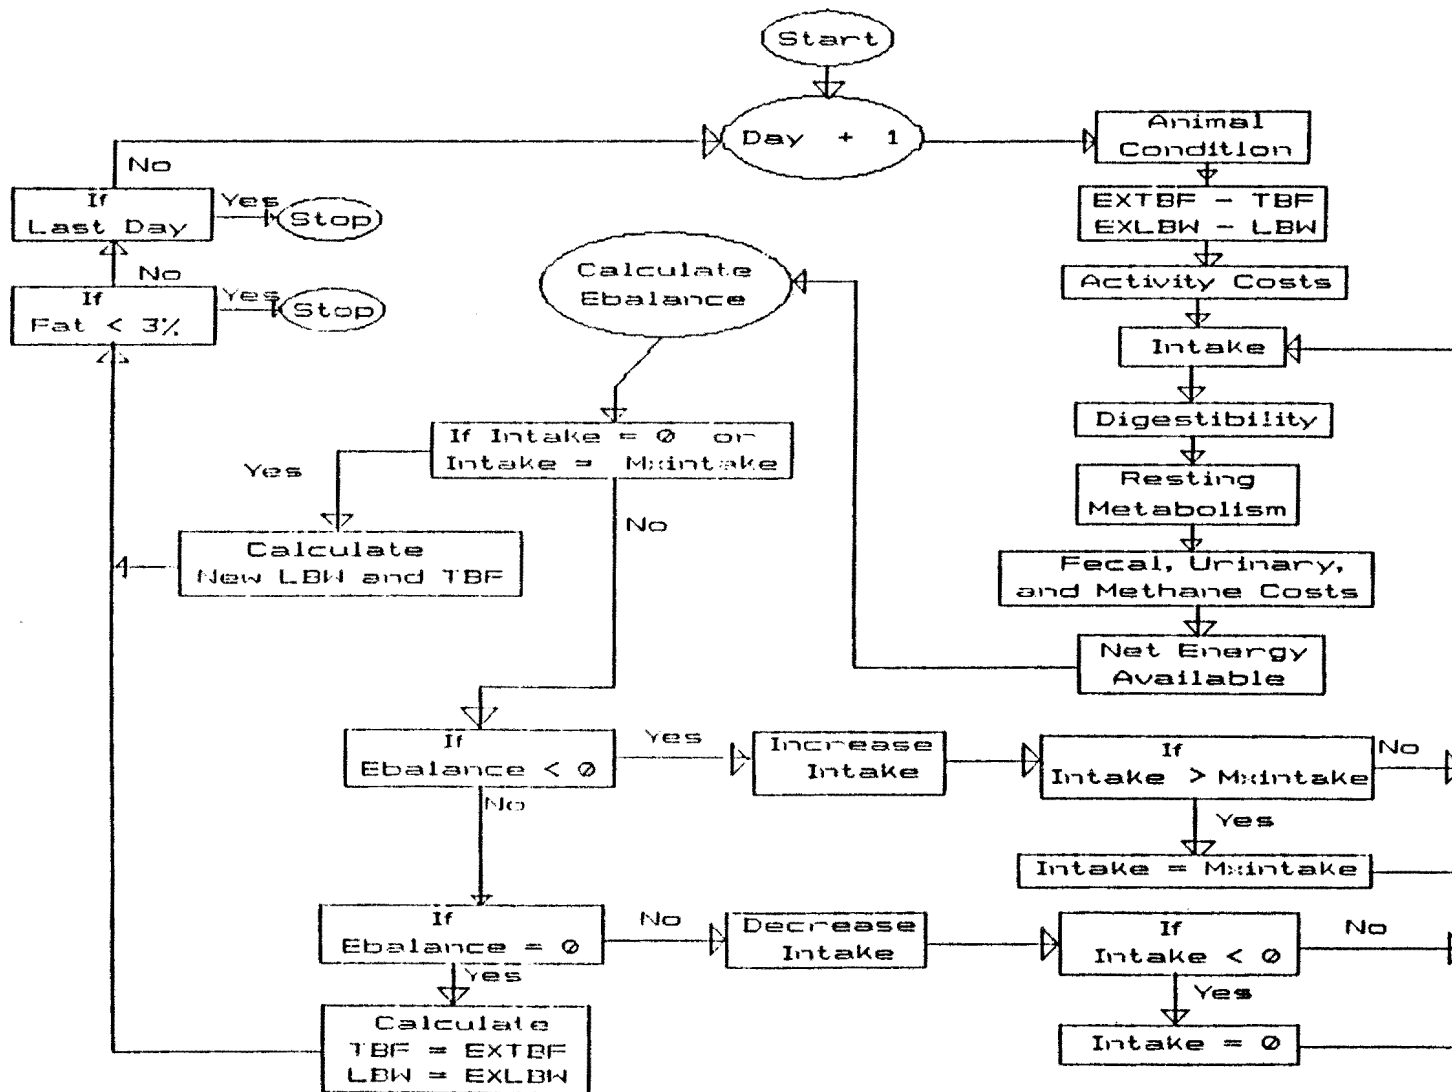 Start
Day + 1
Animal
Condition
No
If
Last Day
Yes
Stop
EXTBF - TBF
EXLBW - LBW
Calculate
Ebalance
Activity Costs
No
If
Fat < 3%
Yes
Stop
Intake
Digestibility
If Intake = 0 or
Intake = Mxintake
Yes
Resting
Metabolism
No
Calculate
New LBW and TBF
Fecal, Urinary,
and Methane Costs
Net Energy
Available
If
Ebalance < 0
Yes
Increase
Intake
If
Intake > Mxintake
No
No
Yes
Intake = Mxintake
If
Ebalance = 0
No
Decrease
Intake
If
Intake < 0
No
Yes
Yes
Calculate
TBF = EXTBF
LBW = EXLBW
Intake = 0